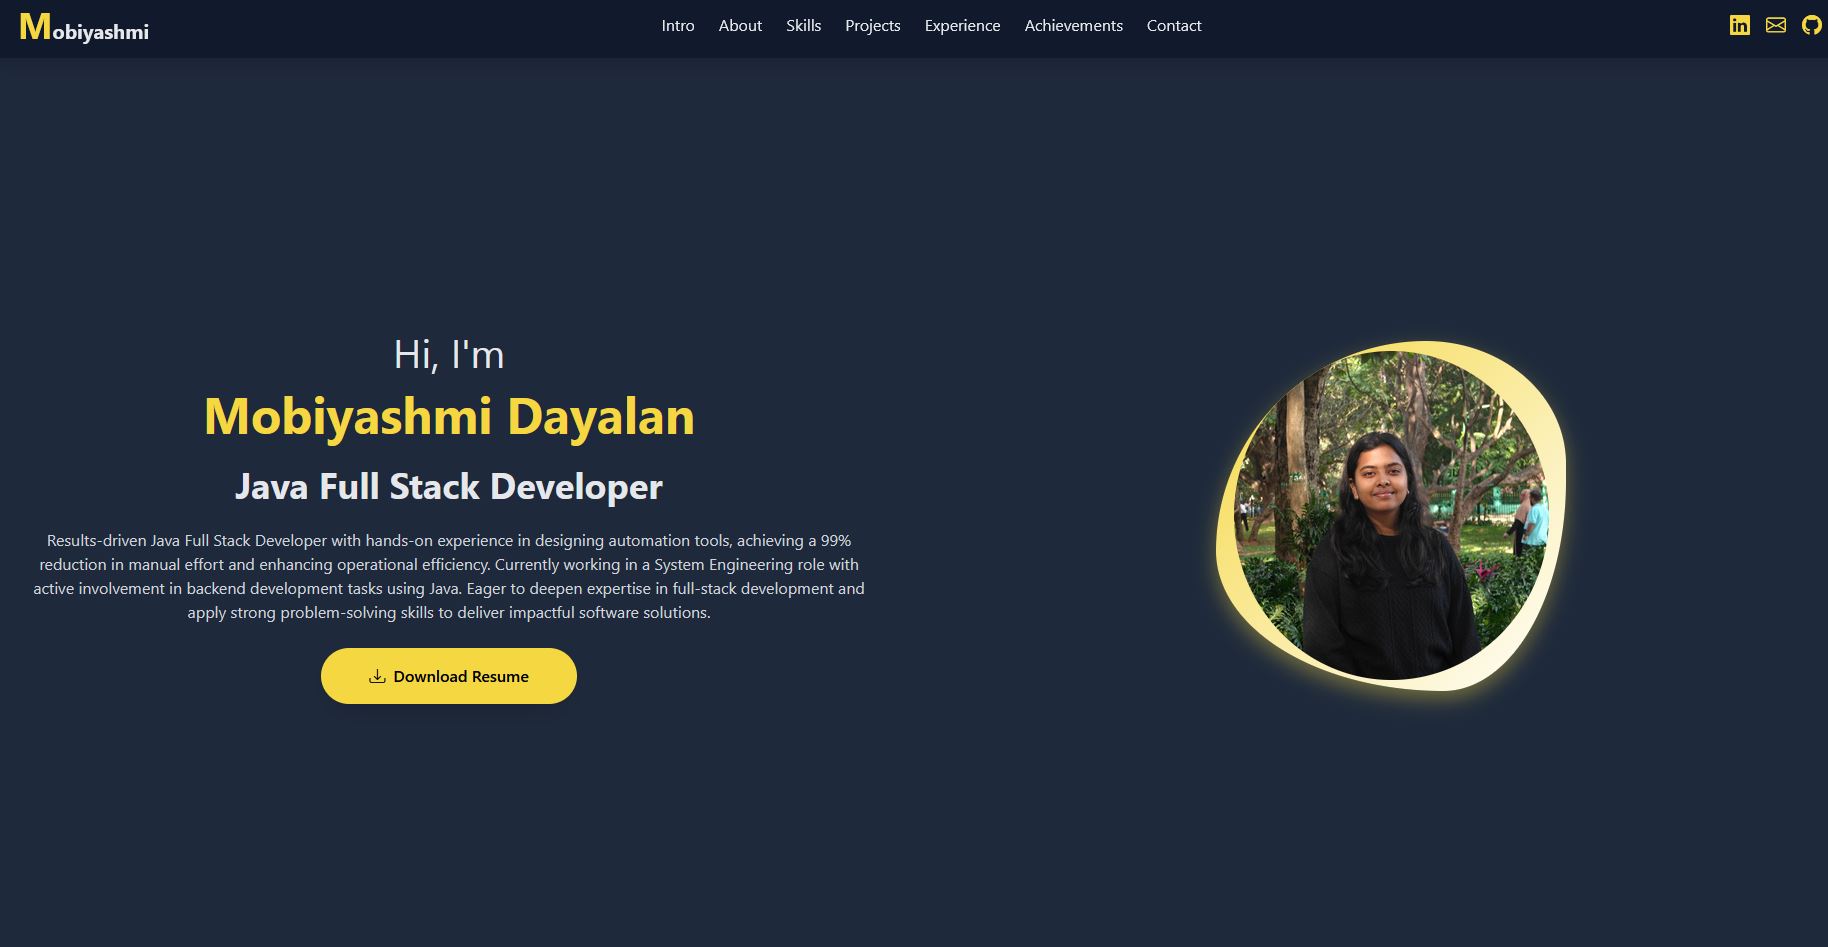 Mobiyashmi
Intro About Skills Projects Experience Achievements Contact
in
Hi, I'm
Mobiyashmi Dayalan
Java Full Stack Developer
Results-driven Java Full Stack Developer with hands-on experience in designing automation tools, achieving a 99%
reduction in manual effort and enhancing operational efficiency. Currently working in a System Engineering role with
active involvement in backend development tasks using Java. Eager to deepen expertise in full-stack development and
apply strong problem-solving skills to deliver impactful software solutions.
Download Resume